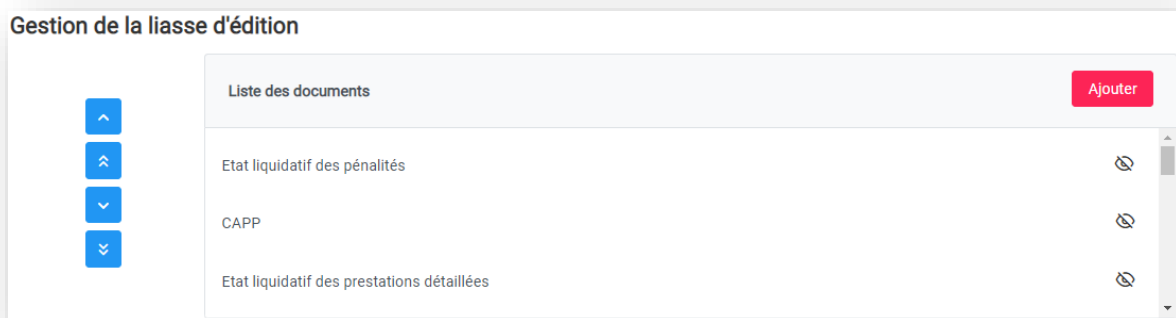 Gestion de la liasse d'édition
Liste des documents
Ajouter
Etat liquidatif des pénalités
CAPP
Etat liquidatif des prestations détaillées